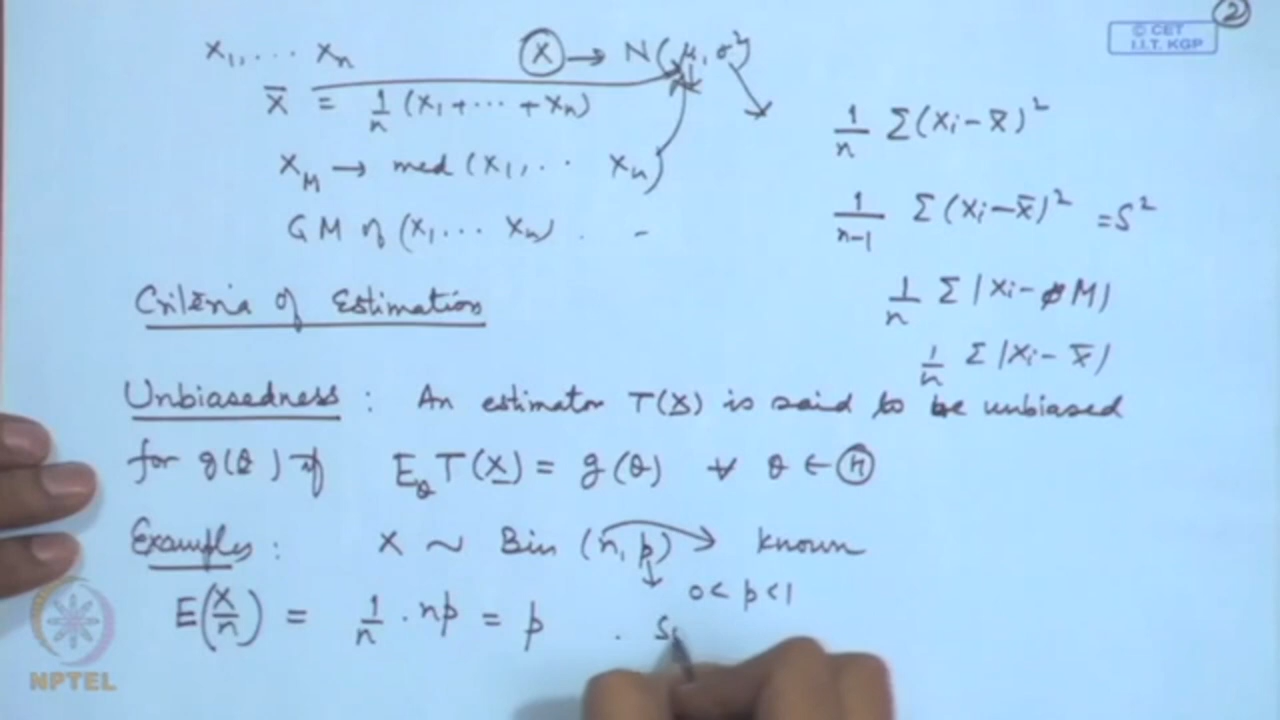 ②
© CET
I.I.T. KGP
X₁, ... Xₙ   Ⓧ → N(μ, σ²)
X̄ = 1/n (X₁ + ... + Xₙ)
X_M → med (X₁, ... Xₙ)
GM of (X₁ ... Xₙ) . -
1/n Σ(Xᵢ - X̄)²
1/(n-1) Σ(Xᵢ - X̄)² = S²
1/n Σ|Xᵢ - M|
1/n Σ|Xᵢ - X̄|
Criteria of Estimation
Unbiasedness : An estimator T(X) is said to be unbiased
for g(θ) if E_θ T(X) = g(θ) ∀ θ ∈ Ⓗ
Examples : X ~ Bin (n, p) → known
↓ 0 < p < 1
E(X/n) = 1/n · np = p .
NPTEL